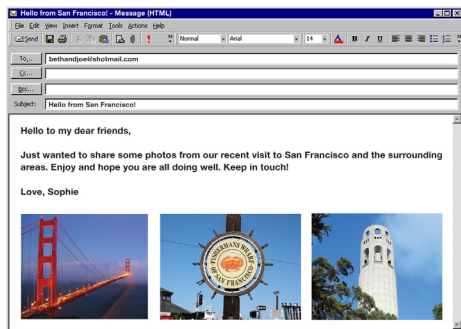 Hello from San Francisco! - Message (HTML)
File Edit View Insert Format Tools Actions Help
Send Normal Arial 14 A B I U
To... bethandjoe@shotmail.com
Cc...
Bcc...
Subject: Hello from San Francisco!
Hello to my dear friends,
Just wanted to share some photos from our recent visit to San Francisco and the surrounding
areas. Enjoy and hope you are all doing well. Keep in touch!
Love, Sophie
FISHERMANS WHARF
OF SAN FRANCISCO